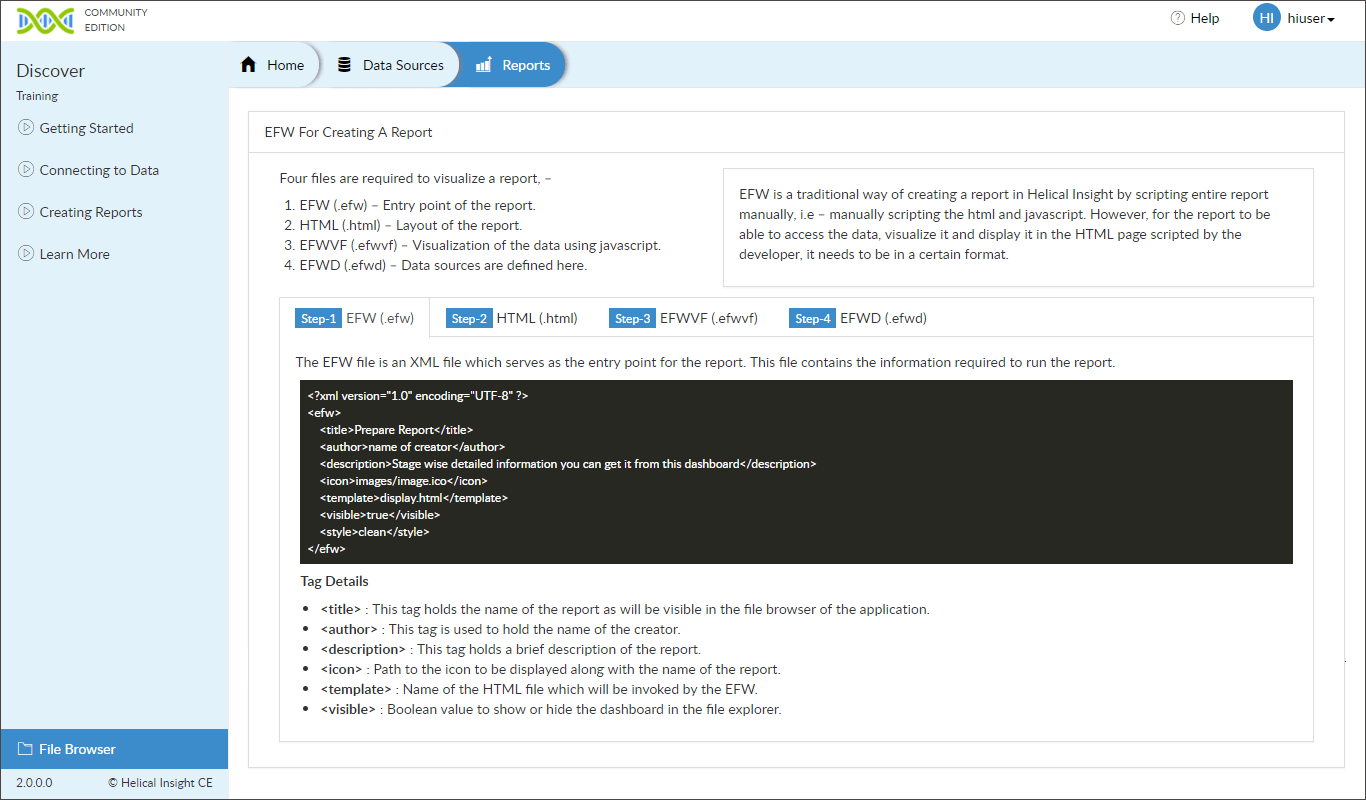 COMMUNITY
EDITION
Help
HI
hiuser
Discover
Training
Getting Started
Connecting to Data
Creating Reports
Learn More
File Browser
2.0.0.0
© Helical Insight CE
Home
Data Sources
Reports
EFW For Creating A Report
Four files are required to visualize a report, –
1. EFW (.efw) – Entry point of the report.
2. HTML (.html) – Layout of the report.
3. EFWVF (.efwvf) – Visualization of the data using javascript.
4. EFWD (.efwd) – Data sources are defined here.
EFW is a traditional way of creating a report in Helical Insight by scripting entire report
manually, i.e – manually scripting the html and javascript. However, for the report to be
able to access the data, visualize it and display it in the HTML page scripted by the
developer, it needs to be in a certain format.
Step-1 EFW (.efw)
Step-2 HTML (.html)
Step-3 EFWVF (.efwvf)
Step-4 EFWD (.efwd)
The EFW file is an XML file which serves as the entry point for the report. This file contains the information required to run the report.
<?xml version="1.0" encoding="UTF-8" ?>
<efw>
<title>Prepare Report</title>
<author>name of creator</author>
<description>Stage wise detailed information you can get it from this dashboard</description>
<icon>images/image.ico</icon>
<template>display.html</template>
<visible>true</visible>
<style>clean</style>
</efw>
Tag Details
• <title> : This tag holds the name of the report as will be visible in the file browser of the application.
• <author> : This tag is used to hold the name of the creator.
• <description> : This tag holds a brief description of the report.
• <icon> : Path to the icon to be displayed along with the name of the report.
• <template> : Name of the HTML file which will be invoked by the EFW.
• <visible> : Boolean value to show or hide the dashboard in the file explorer.